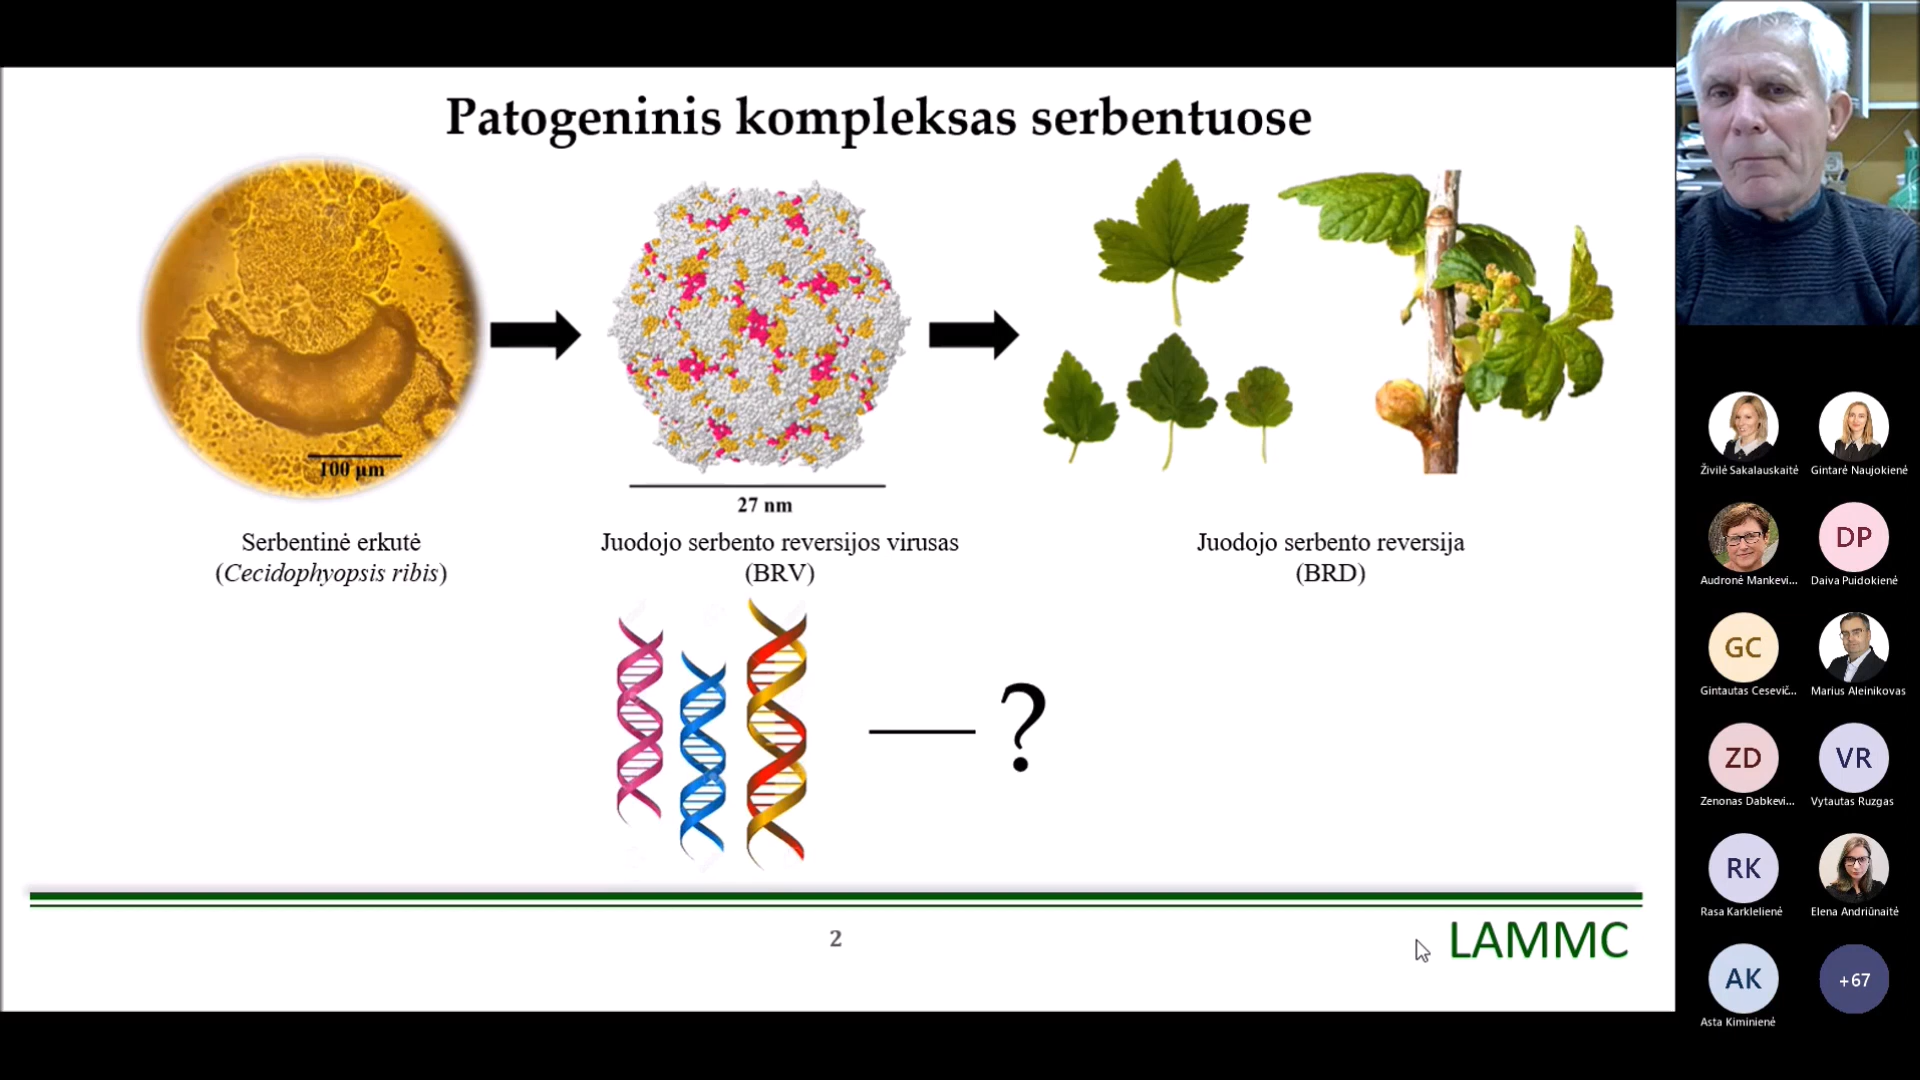 Patogeninis kompleksas serbentuose
100 µm
27 nm
Serbentinė erkutė
(Cecidophyopsis ribis)
Juodojo serbento reversijos virusas
(BRV)
Juodojo serbento reversija
(BRD)
?
2
LAMMC
Živilė Sakalauskaitė
Gintarė Naujokienė
Audronė Mankevi...
DP
Daiva Puidokienė
GC
Gintautas Cesevič...
Marius Aleinikovas
ZD
Zenonas Dabkevi...
VR
Vytautas Ruzgas
RK
Rasa Karklelienė
Elena Andriūnaitė
AK
Asta Kiminienė
+67